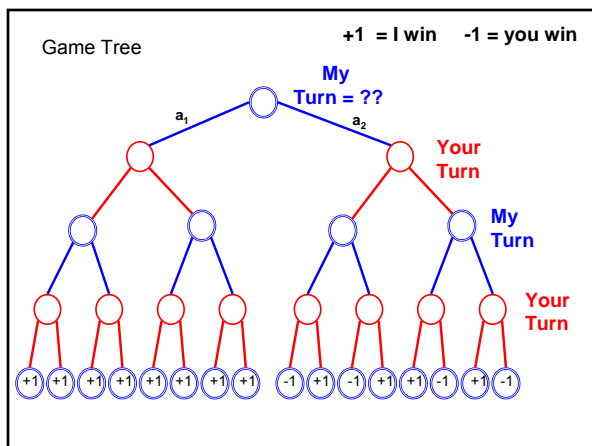 +1 = I win -1 = you win
Game Tree
My
Turn = ??
a1 a2
Your
Turn
My
Turn
Your
Turn
+1 +1 +1 +1 +1 +1 +1 +1 -1 +1 -1 +1 +1 -1 +1 -1